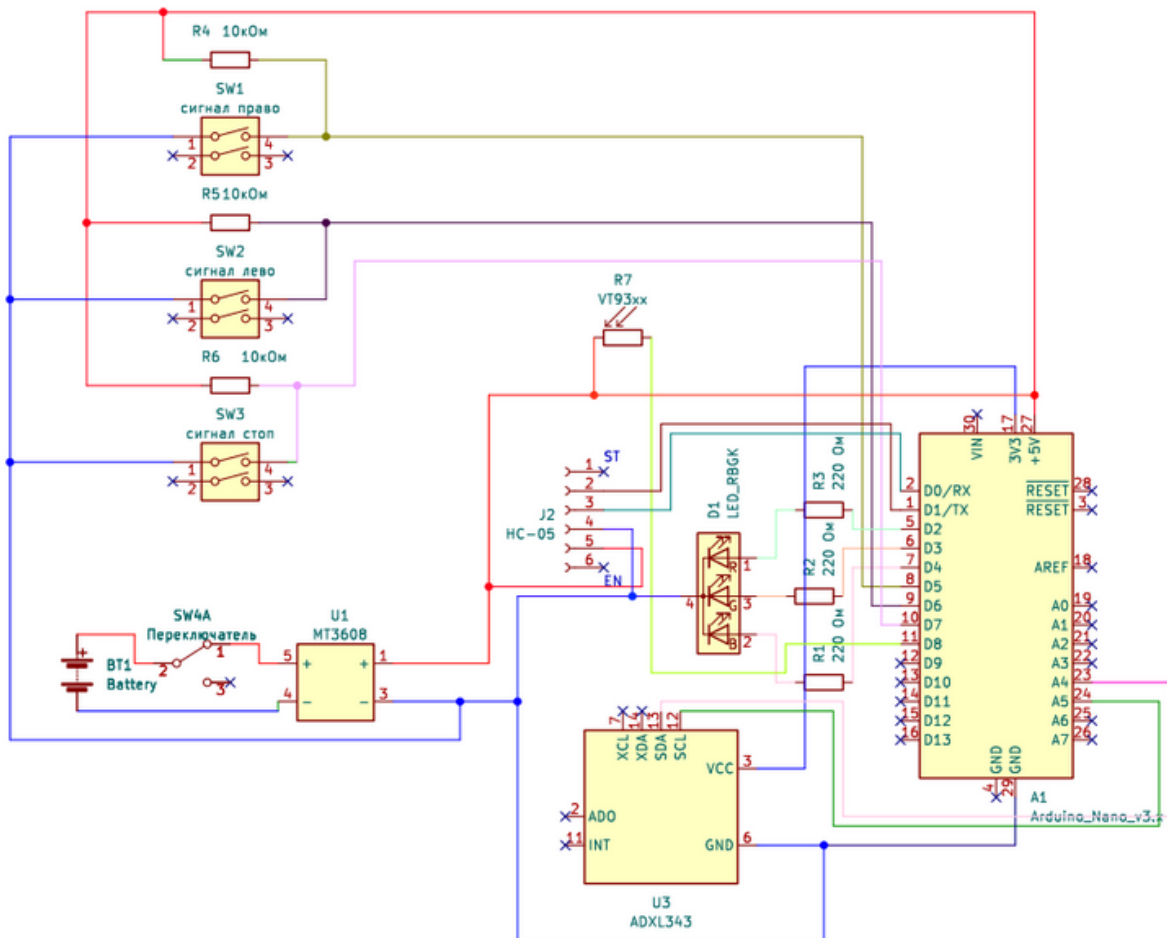 R4 10кОм
SW1
сигнал право
1 4
2 3
R510кОм
SW2
сигнал лево
1 4
2 3
R6 10кОм
SW3
сигнал стоп
1 4
2 3
R7
VT93xx
J2
HC-05
1 ST
2
3
4
5
6 EN
D1
LED_RBGK
R 1
4 G 3
B 2
R3
220 Ом
R2
220 Ом
R1
220 Ом
SW4A
Переключатель
1
2
3
BT1
Battery
+
U1
MT3608
5 + + 1
4 - - 3
7 14 13 12
XCL XDA SDA SCL
VCC 3
2 ADO
11 INT
GND 6
U3
ADXL343
30 17 27
VIN 3V3 +5V
2 D0/RX
1 D1/TX
5 D2
6 D3
7 D4
8 D5
9 D6
10 D7
11 D8
12 D9
13 D10
14 D11
15 D12
16 D13
RESET 28
RESET 3
AREF 18
A0 19
A1 20
A2 21
A3 22
A4 23
A5 24
A6 25
A7 26
GND GND
4 29
A1
Arduino_Nano_v3.x